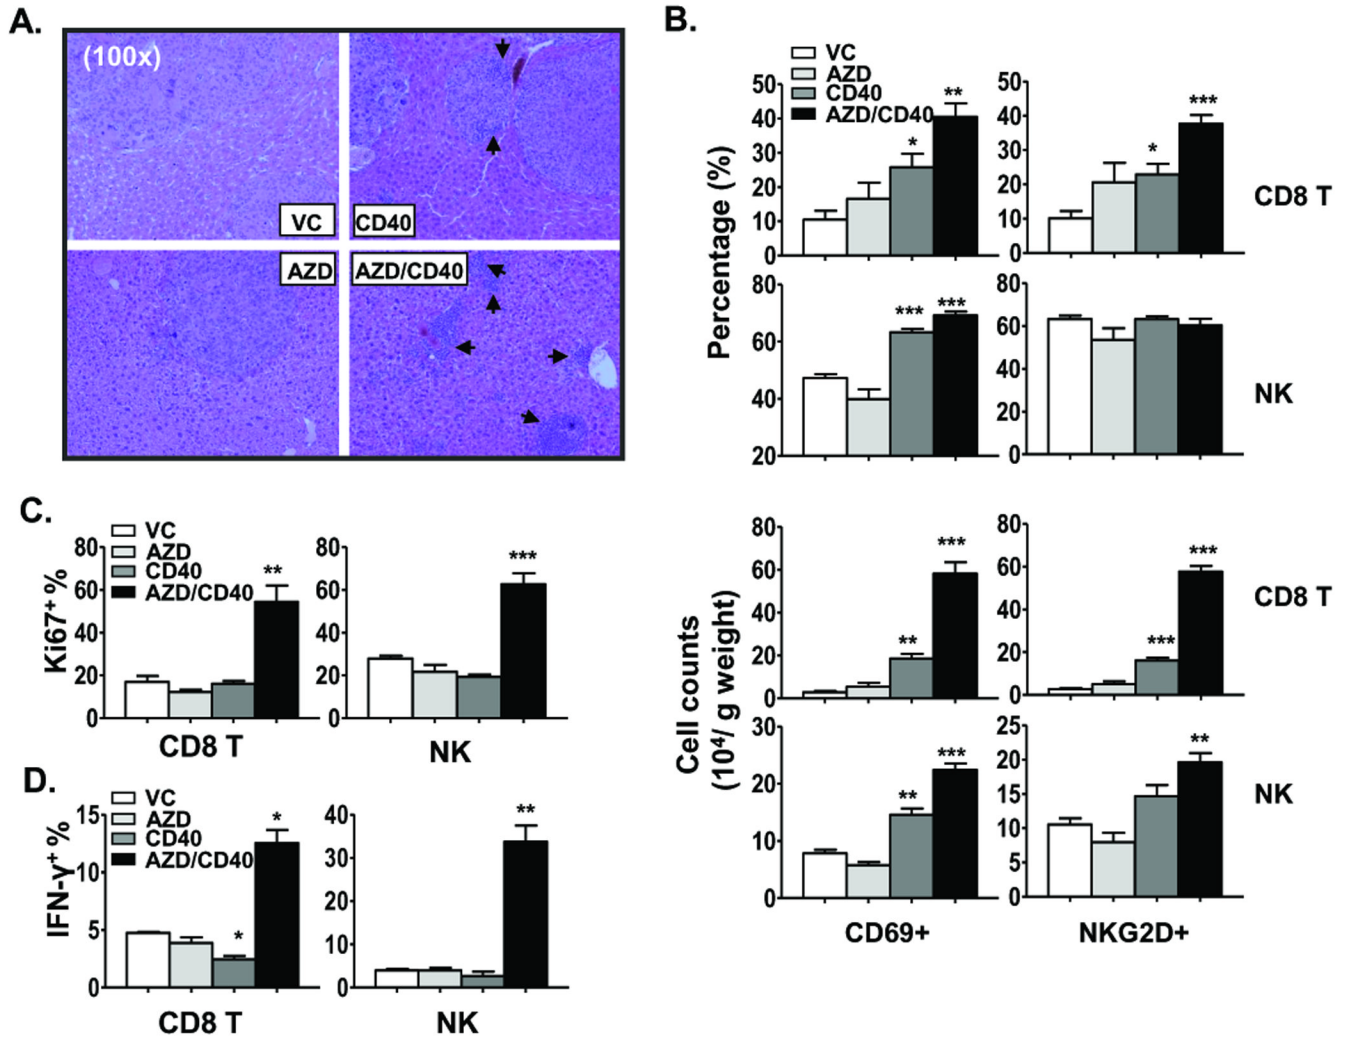 A.
(100x)
VC
CD40
AZD
AZD/CD40
B.
VC
AZD
CD40
AZD/CD40
Percentage (%)
50
40
30
20
10
0
*
**
50
40
30
20
10
0
*
***
CD8 T
80
60
40
20
***
***
80
60
40
20
0
NK
Cell counts
(10⁴/ g weight)
80
60
40
20
0
**
***
80
60
40
20
0
***
***
CD8 T
30
20
10
0
**
***
25
20
15
10
5
0
**
NK
CD69+
NKG2D+
C.
VC
AZD
CD40
AZD/CD40
Ki67⁺ %
80
60
40
20
0
**
CD8 T
80
60
40
20
0
***
NK
D.
VC
AZD
CD40
AZD/CD40
IFN-γ⁺ %
15
10
5
0
*
*
CD8 T
40
30
20
10
0
**
NK